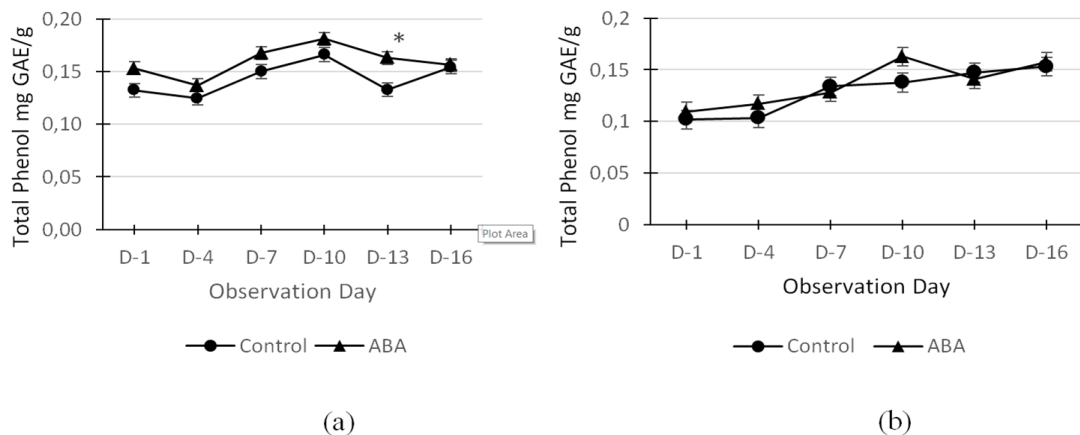 Total Phenol mg GAE/g
0,20
0,15
0,10
0,05
0,00
*
Plot Area
D-1 D-4 D-7 D-10 D-13 D-16
Observation Day
Control ABA
(a)
Total Phenol mg GAE/g
0,2
0,15
0,1
0,05
0
D-1 D-4 D-7 D-10 D-13 D-16
Observation Day
Control ABA
(b)